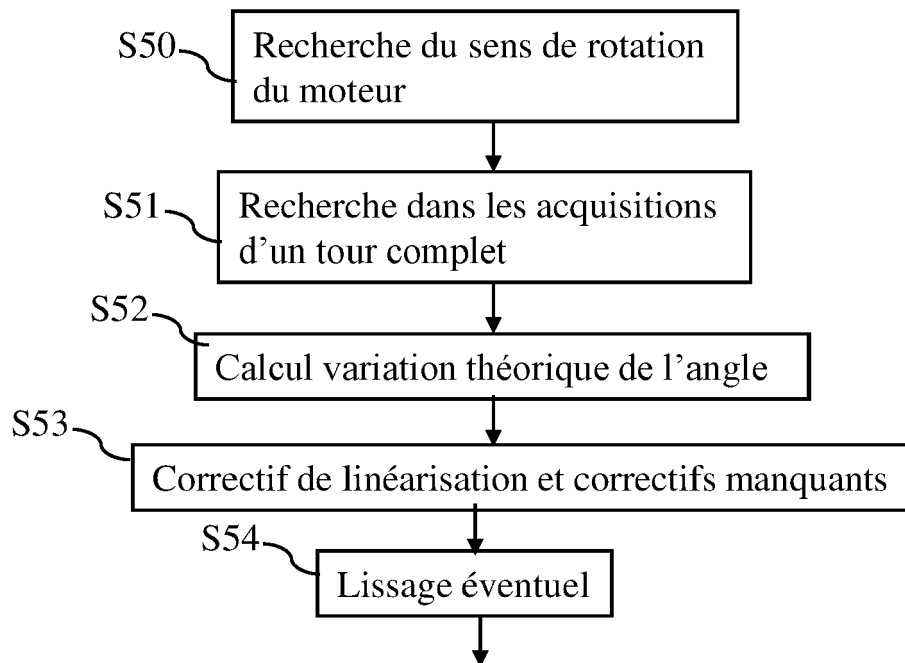 S50
Recherche du sens de rotation
du moteur
S51
Recherche dans les acquisitions
d’un tour complet
S52
Calcul variation théorique de l’angle
S53
Correctif de linéarisation et correctifs manquants
S54
Lissage éventuel